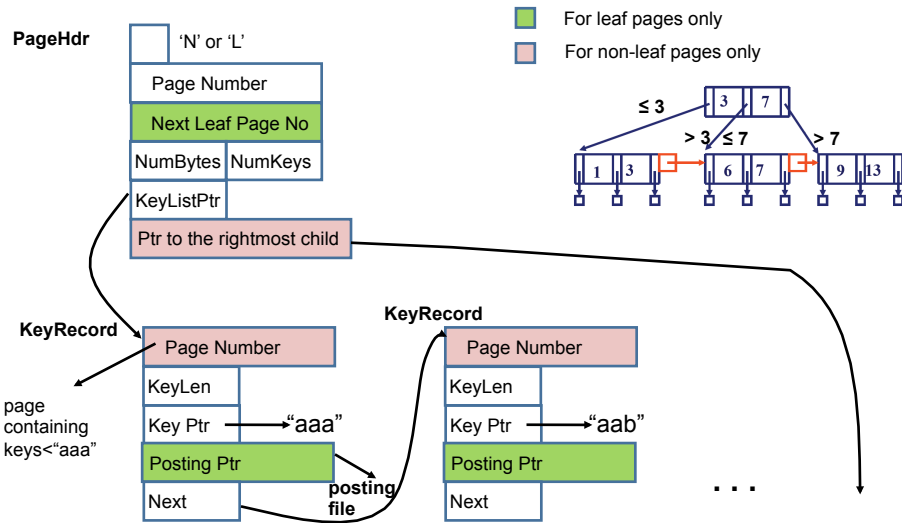 For leaf pages only
For non-leaf pages only
PageHdr
‘N’ or ‘L’
Page Number
Next Leaf Page No
NumBytes
NumKeys
KeyListPtr
Ptr to the rightmost child
≤ 3
3
7
> 3
≤ 7
> 7
1
3
6
7
9
13
KeyRecord
Page Number
KeyLen
Key Ptr
“aaa”
Posting Ptr
Next
page
containing
keys<“aaa”
posting
file
KeyRecord
Page Number
KeyLen
Key Ptr
“aab”
Posting Ptr
Next
. . .